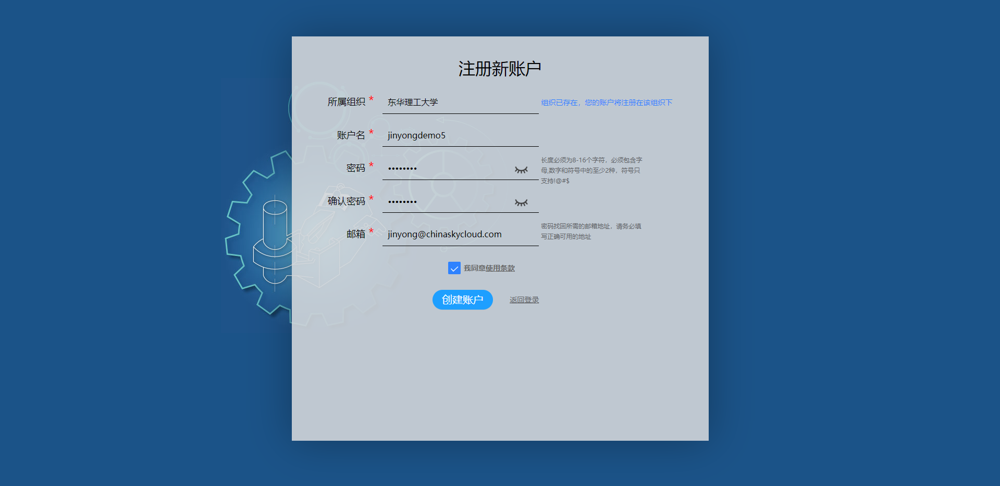 注册新账户
所属组织 * 东华理工大学 组织已存在，您的账户将注册在该组织下
账户名 * jinyongdemo5
密码 * ••••••••
长度必须为8-16个字符，必须包含字
母,数字和符号中的至少2种，符号只
支持!@#$
确认密码 * ••••••••
邮箱 * jinyong@chinaskycloud.com
密码找回所需的邮箱地址，请务必填
写正确可用的地址
我同意使用条款
创建账户 返回登录